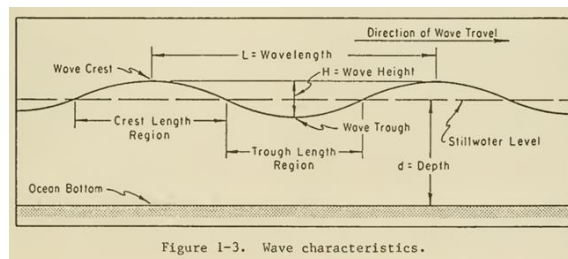 Direction of Wave Travel
L = Wavelength
Wave Crest
H = Wave Height
Crest Length
Region
Wave Trough
Stillwater Level
Trough Length
Region
d = Depth
Ocean Bottom
Figure 1-3. Wave characteristics.